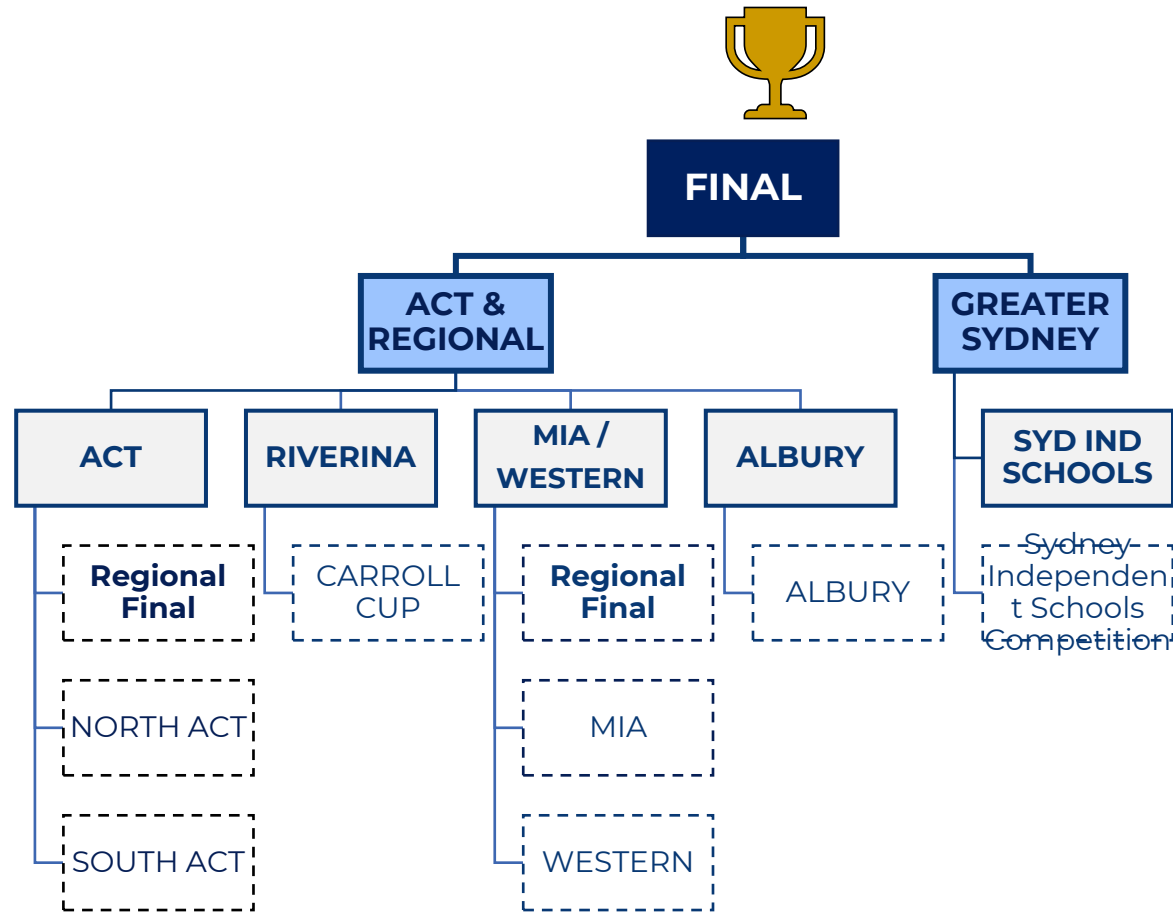 FINAL
ACT &
REGIONAL
GREATER
SYDNEY
ACT
RIVERINA
MIA /
WESTERN
ALBURY
SYD IND
SCHOOLS
Regional
Final
CARROLL
CUP
Regional
Final
ALBURY
Sydney
Independen
t Schools
Competition
NORTH ACT
MIA
SOUTH ACT
WESTERN